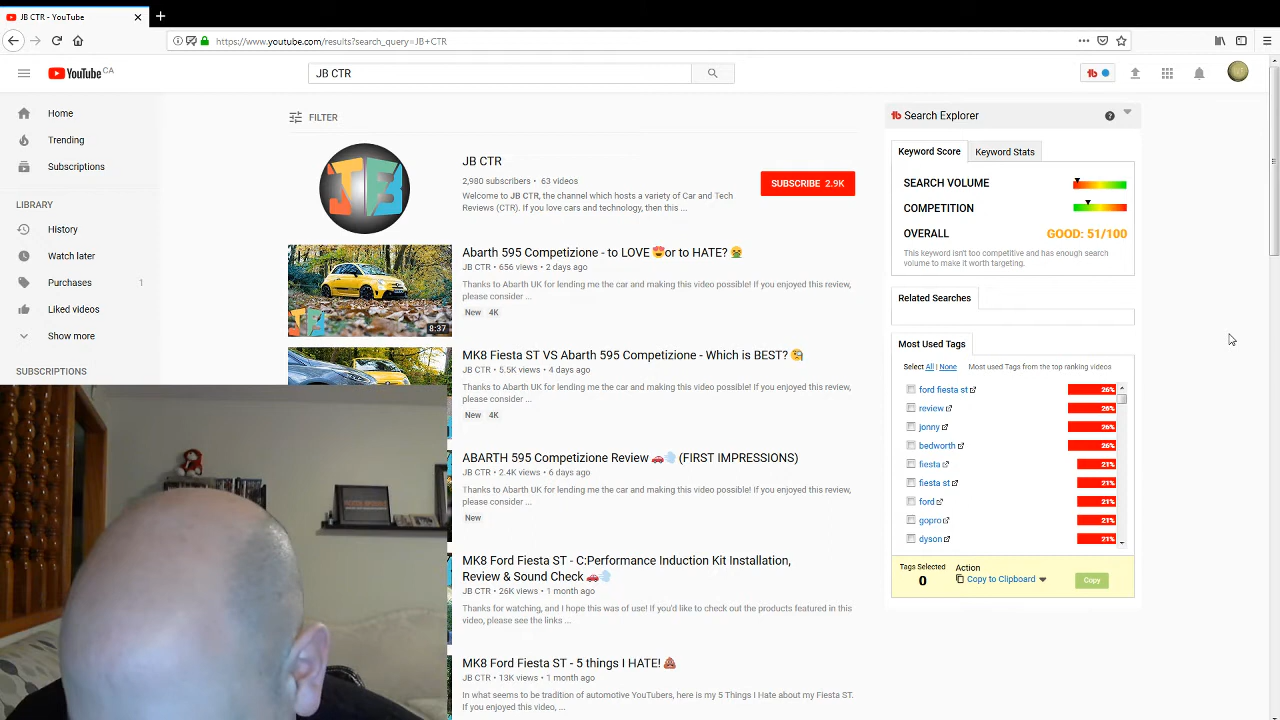 JB CTR - YouTube
https://www.youtube.com/results?search_query=JB+CTR
YouTube CA
JB CTR
tb
Home
Trending
Subscriptions
LIBRARY
History
Watch later
Purchases 1
Liked videos
Show more
SUBSCRIPTIONS
FILTER
JB
JB CTR
2,980 subscribers • 63 videos
Welcome to JB CTR, the channel which hosts a variety of Car and Tech
Reviews (CTR). If you love cars and technology, then this ...
SUBSCRIBE 2.9K
JB
8:37
Abarth 595 Competizione - to LOVE 😍or to HATE? 🤮
JB CTR • 656 views • 2 days ago
Thanks to Abarth UK for lending me the car and making this video possible! If you enjoyed this review,
please consider ...
New 4K
MK8 Fiesta ST VS Abarth 595 Competizione - Which is BEST? 🧐
JB CTR • 5.5K views • 4 days ago
Thanks to Abarth UK for lending me the car and making this video possible! If you enjoyed this review,
please consider ...
New 4K
ABARTH 595 Competizione Review 🚗💨 (FIRST IMPRESSIONS)
JB CTR • 2.4K views • 6 days ago
Thanks to Abarth UK for lending me the car and making this video possible! If you enjoyed this review,
please consider ...
New
MK8 Ford Fiesta ST - C:Performance Induction Kit Installation,
Review & Sound Check 🚗💨
JB CTR • 26K views • 1 month ago
Thanks for watching, and I hope this was of use! If you'd like to check out the products featured in this
video, please see the links ...
MK8 Ford Fiesta ST - 5 things I HATE! 💩
JB CTR • 13K views • 1 month ago
In what seems to be tradition of automotive YouTubers, here is my 5 Things I Hate about my Fiesta ST.
If you enjoyed this video, ...
tb Search Explorer ?
Keyword Score Keyword Stats
SEARCH VOLUME
COMPETITION
OVERALL GOOD: 51/100
This keyword isn't too competitive and has enough search
volume to make it worth targeting.
Related Searches
Most Used Tags
Select All | None Most used Tags from the top ranking videos
ford fiesta st 26%
review 26%
jonny 26%
bedworth 26%
fiesta 21%
fiesta st 21%
ford 21%
gopro 21%
dyson 21%
Tags Selected
0
Action
Copy to Clipboard
Copy